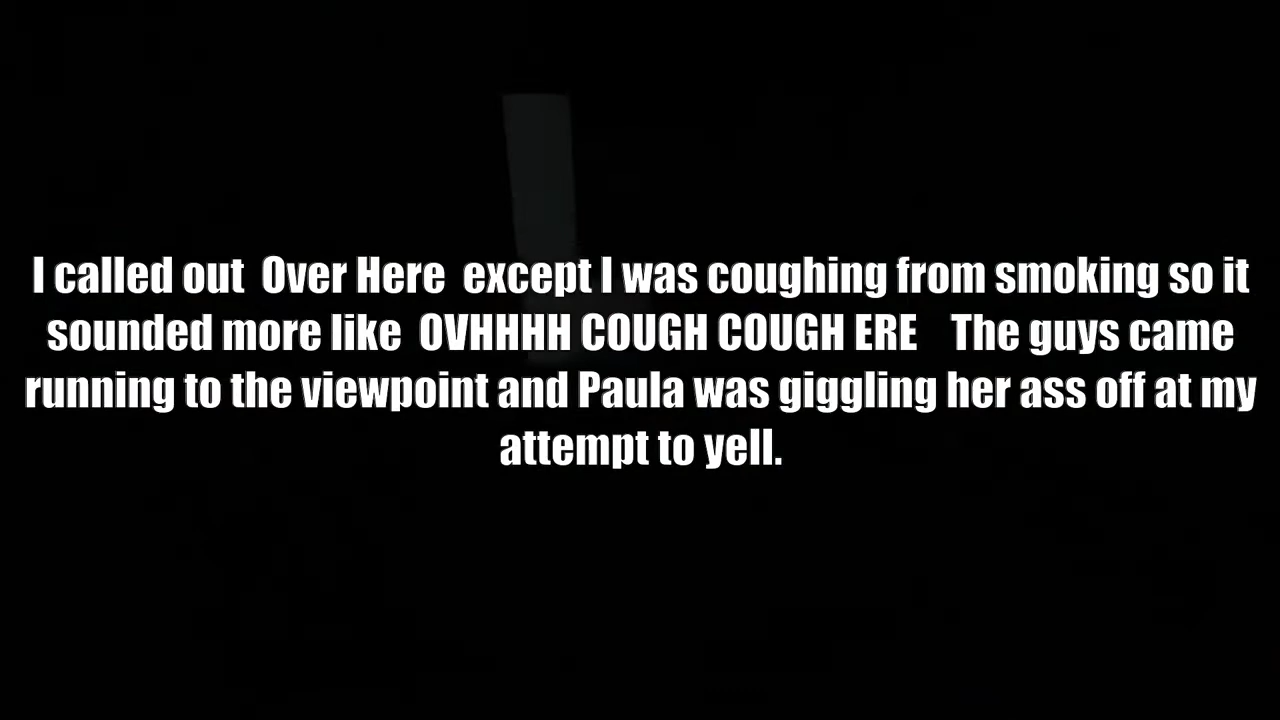 I called out  Over Here  except I was coughing from smoking so it
sounded more like  OVHHHH COUGH COUGH ERE    The guys came
running to the viewpoint and Paula was giggling her ass off at my
attempt to yell.